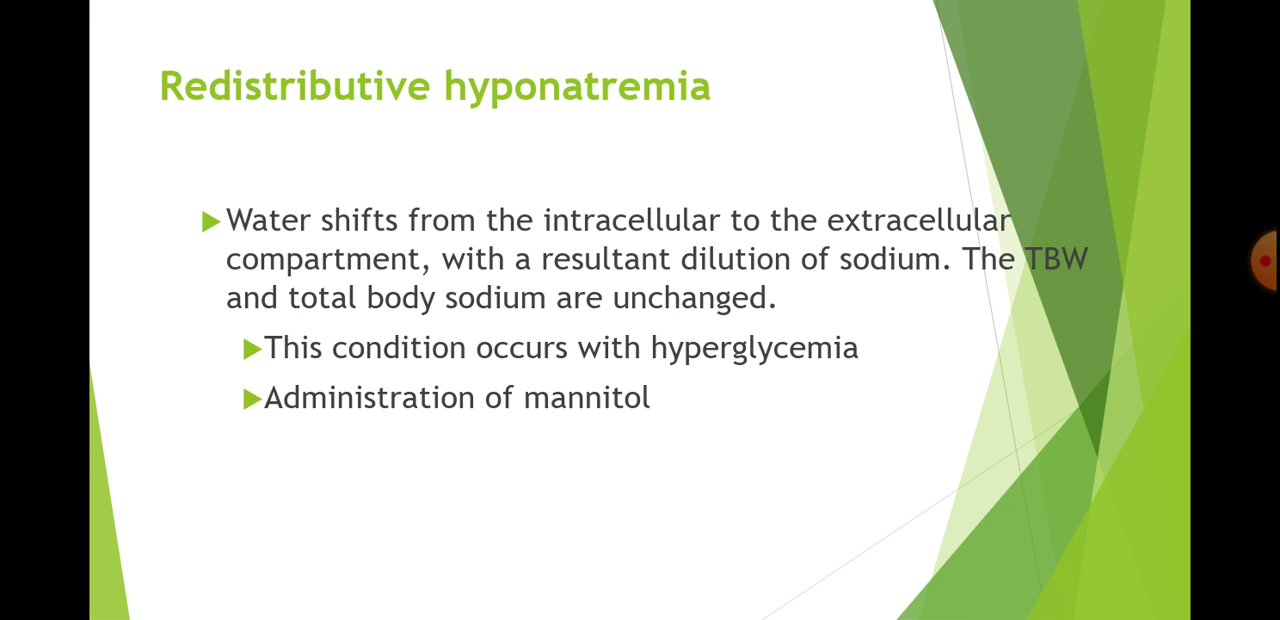 Redistributive hyponatremia
Water shifts from the intracellular to the extracellular
compartment, with a resultant dilution of sodium. The TBW
and total body sodium are unchanged.
This condition occurs with hyperglycemia
Administration of mannitol